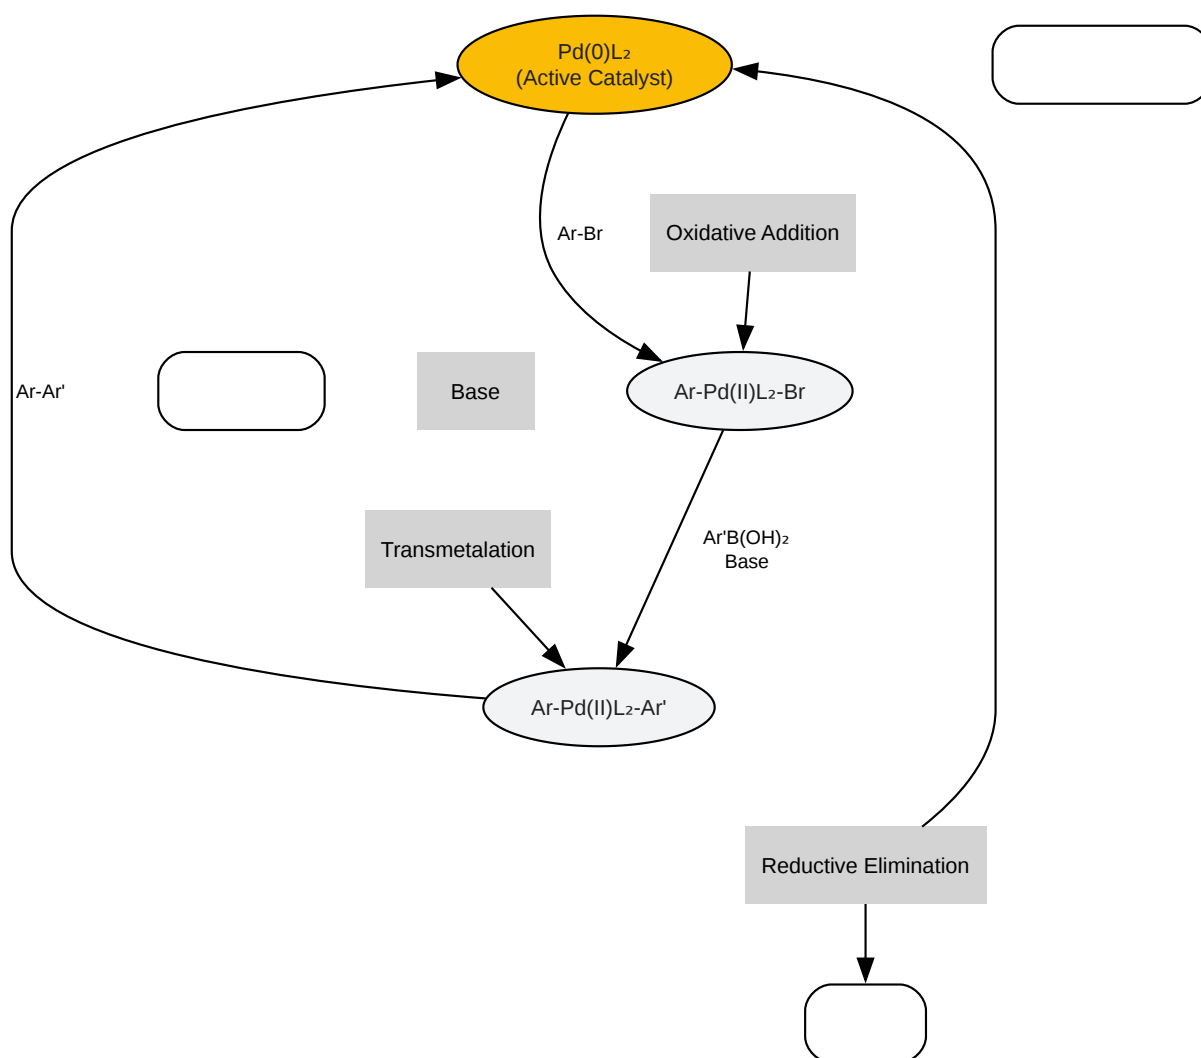 Pd(0)L₂
(Active Catalyst)
Ar-Br
Oxidative Addition
Ar-Ar'
Base
Ar-Pd(II)L₂-Br
Transmetalation
Ar'B(OH)₂
Base
Ar-Pd(II)L₂-Ar'
Reductive Elimination